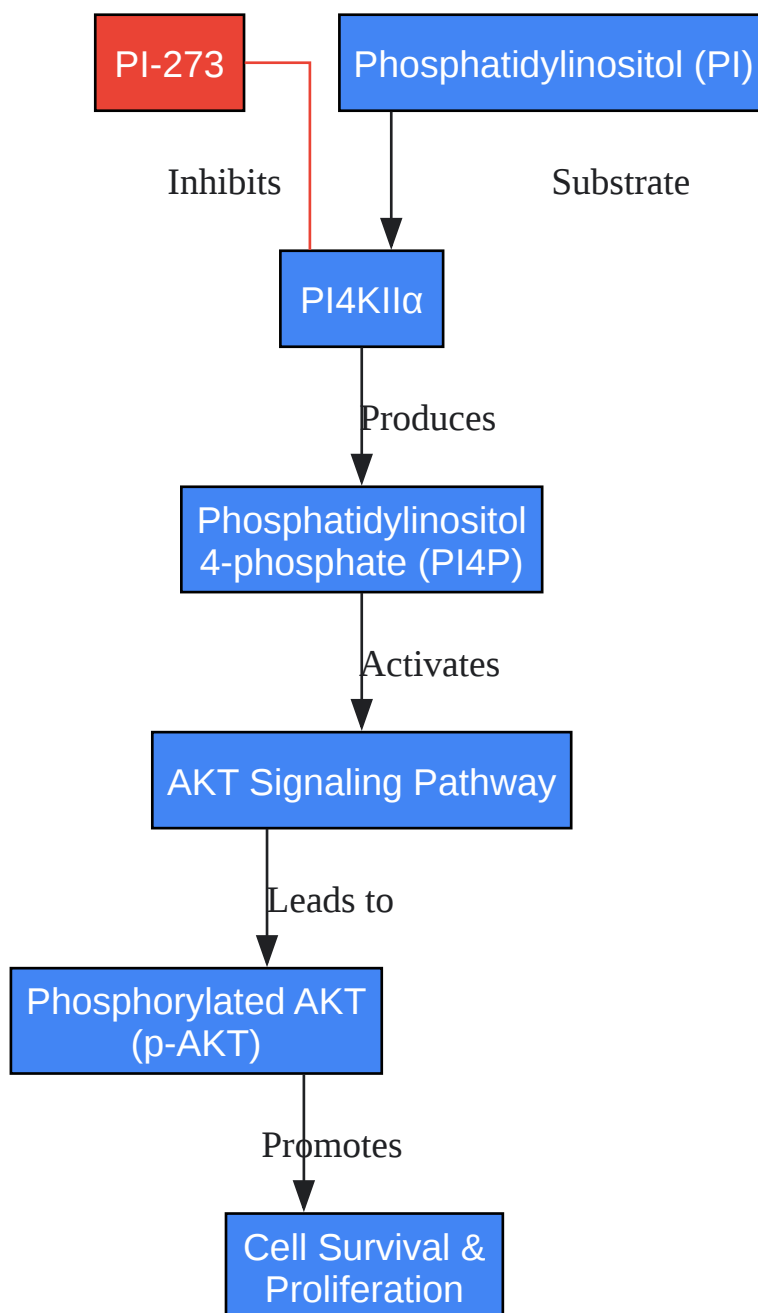 PI-273
Phosphatidylinositol (PI)
Inhibits
Substrate
PI4KIIα
Produces
Phosphatidylinositol
4-phosphate (PI4P)
Activates
AKT Signaling Pathway
Leads to
Phosphorylated AKT
(p-AKT)
Promotes
Cell Survival &
Proliferation